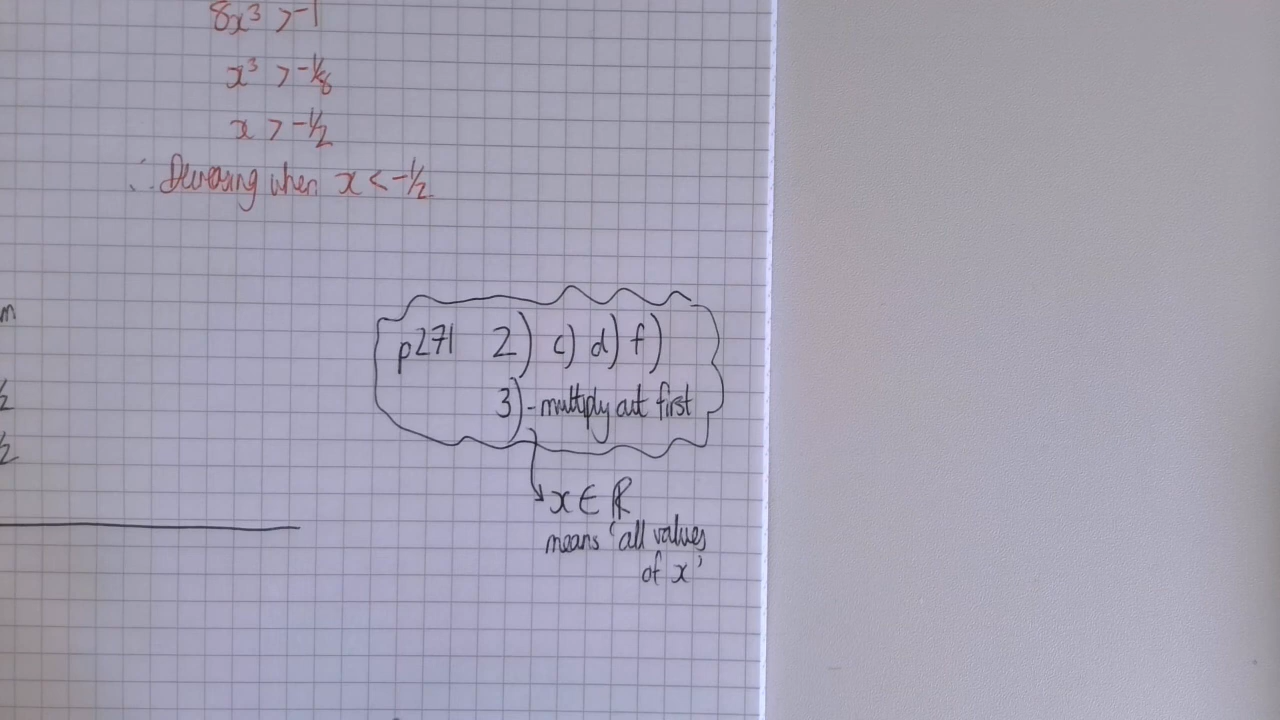 8x³ > -1
x³ > -1/8
x > -1/2
∴ Decreasing when x < -1/2
m
p271 2) c) d) f)
3) - multiply out first
x ∈ ℝ
means 'all values
of x'